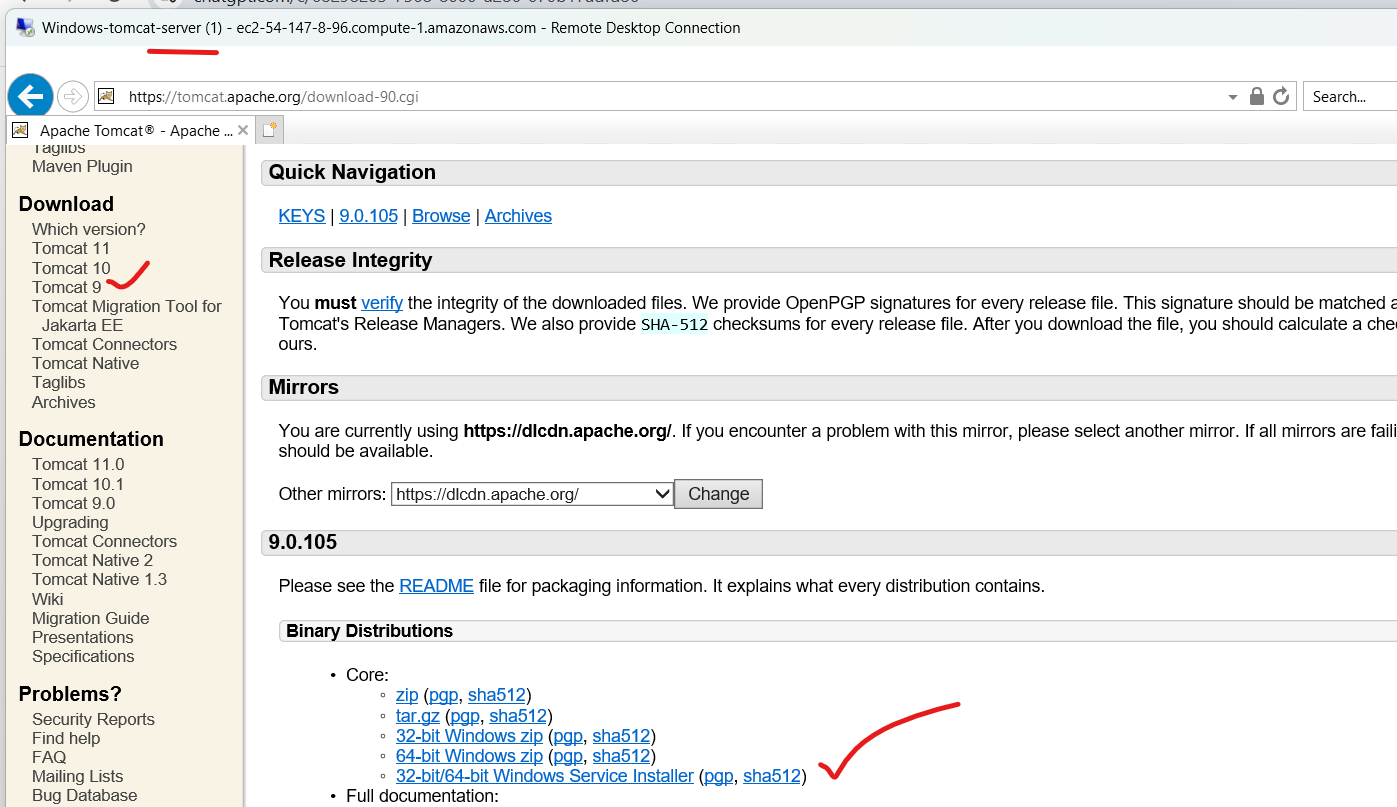 Windows-tomcat-server (1) - ec2-54-147-8-96.compute-1.amazonaws.com - Remote Desktop Connection
https://tomcat.apache.org/download-90.cgi
Search...
Apache Tomcat® - Apache ...
Taglibs
Maven Plugin
Download
Which version?
Tomcat 11
Tomcat 10
Tomcat 9
Tomcat Migration Tool for
Jakarta EE
Tomcat Connectors
Tomcat Native
Taglibs
Archives
Documentation
Tomcat 11.0
Tomcat 10.1
Tomcat 9.0
Upgrading
Tomcat Connectors
Tomcat Native 2
Tomcat Native 1.3
Wiki
Migration Guide
Presentations
Specifications
Problems?
Security Reports
Find help
FAQ
Mailing Lists
Bug Database
Quick Navigation
KEYS | 9.0.105 | Browse | Archives
Release Integrity
You must verify the integrity of the downloaded files. We provide OpenPGP signatures for every release file. This signature should be matched
Tomcat's Release Managers. We also provide SHA-512 checksums for every release file. After you download the file, you should calculate a
ours.
Mirrors
You are currently using https://dlcdn.apache.org/. If you encounter a problem with this mirror, please select another mirror. If all mirrors are
should be available.
Other mirrors: https://dlcdn.apache.org/ Change
9.0.105
Please see the README file for packaging information. It explains what every distribution contains.
Binary Distributions
• Core:
◦ zip (pgp, sha512)
◦ tar.gz (pgp, sha512)
◦ 32-bit Windows zip (pgp, sha512)
◦ 64-bit Windows zip (pgp, sha512)
◦ 32-bit/64-bit Windows Service Installer (pgp, sha512)
• Full documentation: